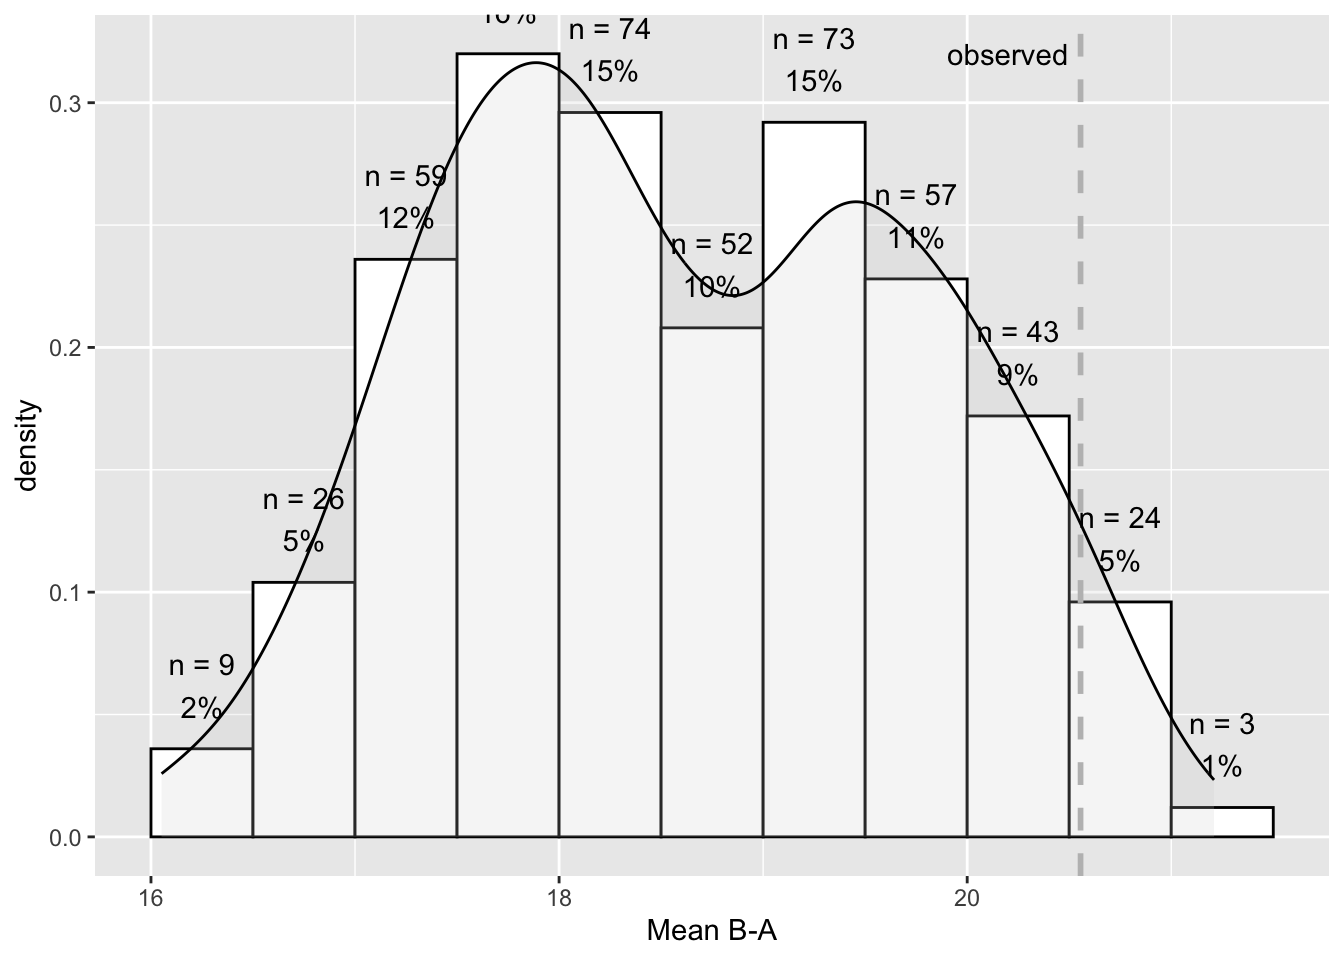 16%
n = 74
15%
n = 73
15%
observed
n = 59
12%
n = 57
11%
n = 52
10%
n = 43
9%
n = 26
5%
n = 24
5%
n = 9
2%
n = 3
1%
0.3
0.2
0.1
0.0
density
16
18
20
Mean B-A